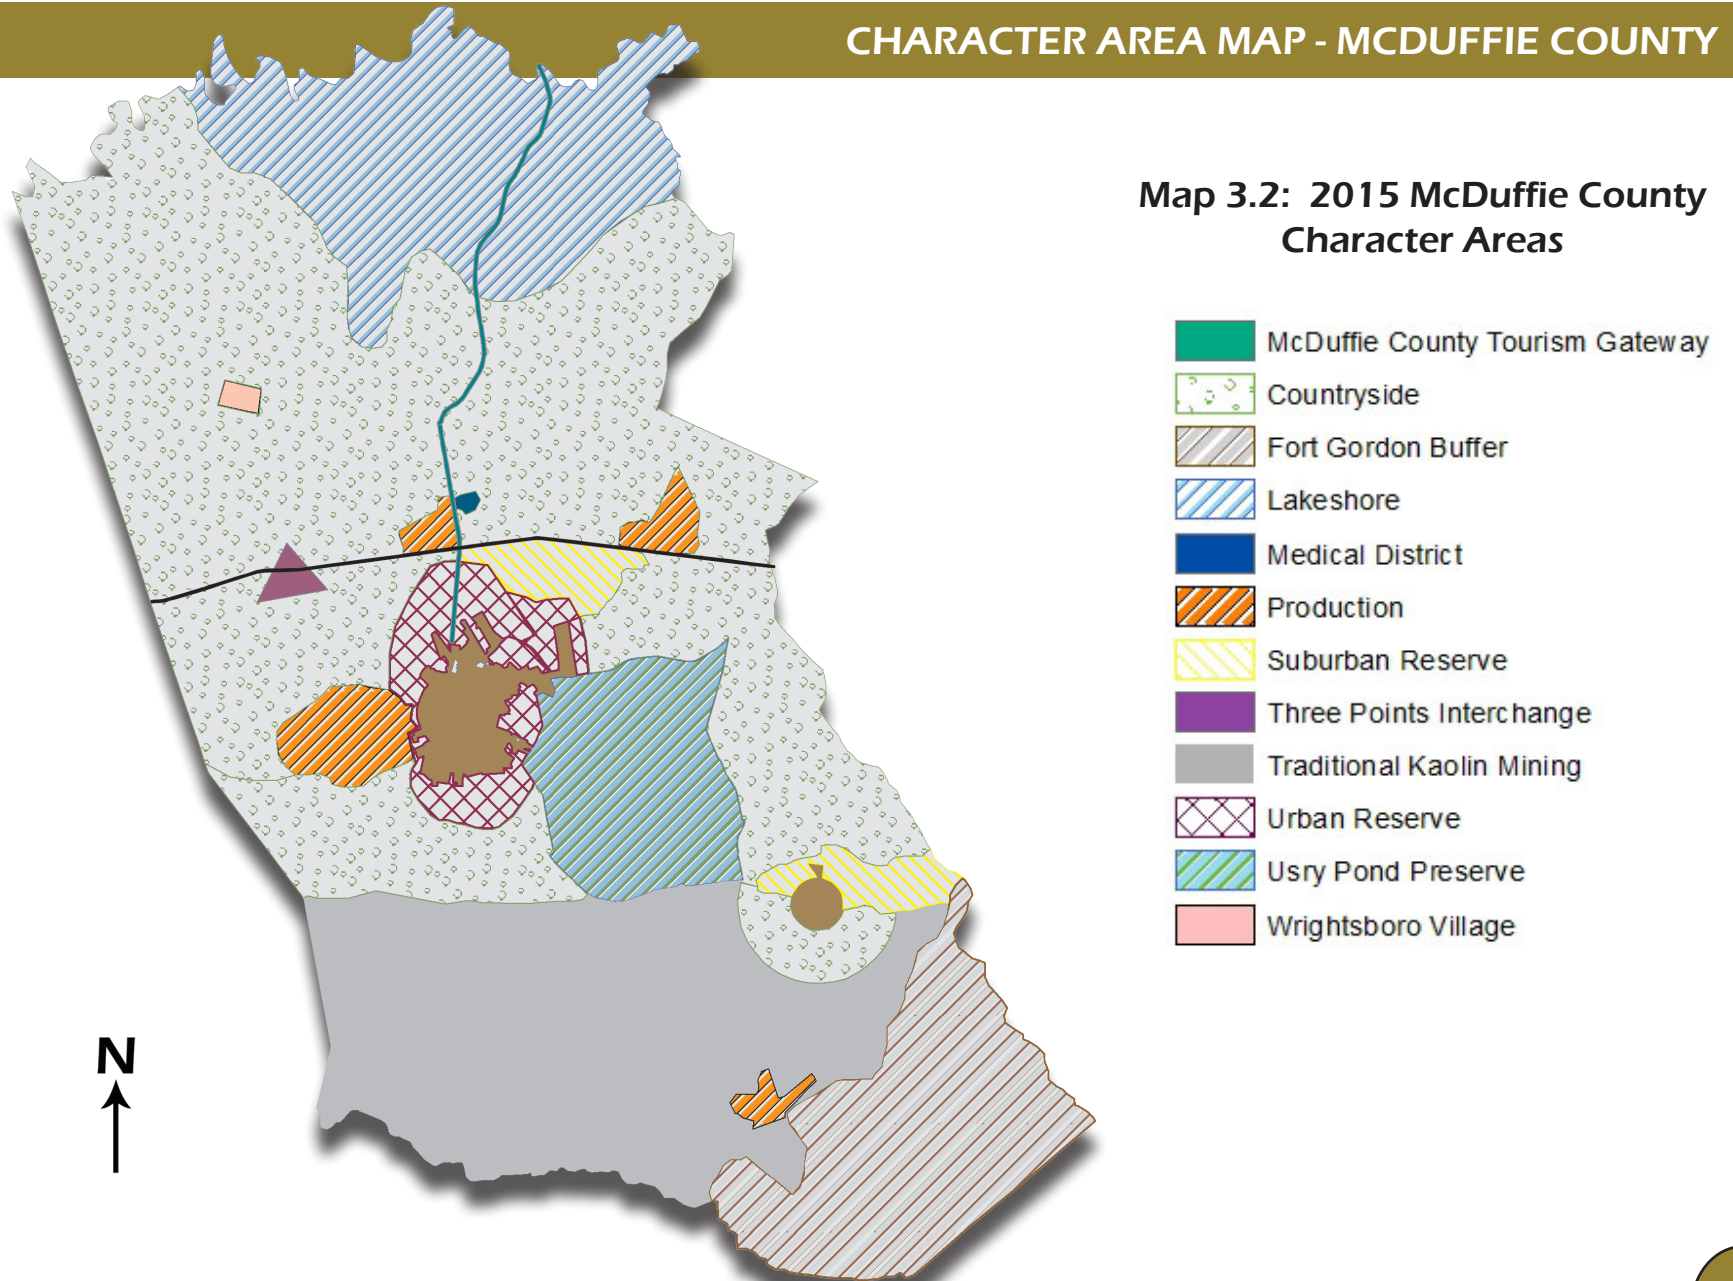 CHARACTER AREA MAP - MCDUFFIE COUNTY
Map 3.2: 2015 McDuffie County
Character Areas
McDuffie County Tourism Gateway
Countryside
Fort Gordon Buffer
Lakeshore
Medical District
Production
Suburban Reserve
Three Points Interchange
Traditional Kaolin Mining
Urban Reserve
Usry Pond Preserve
Wrightsboro Village
N